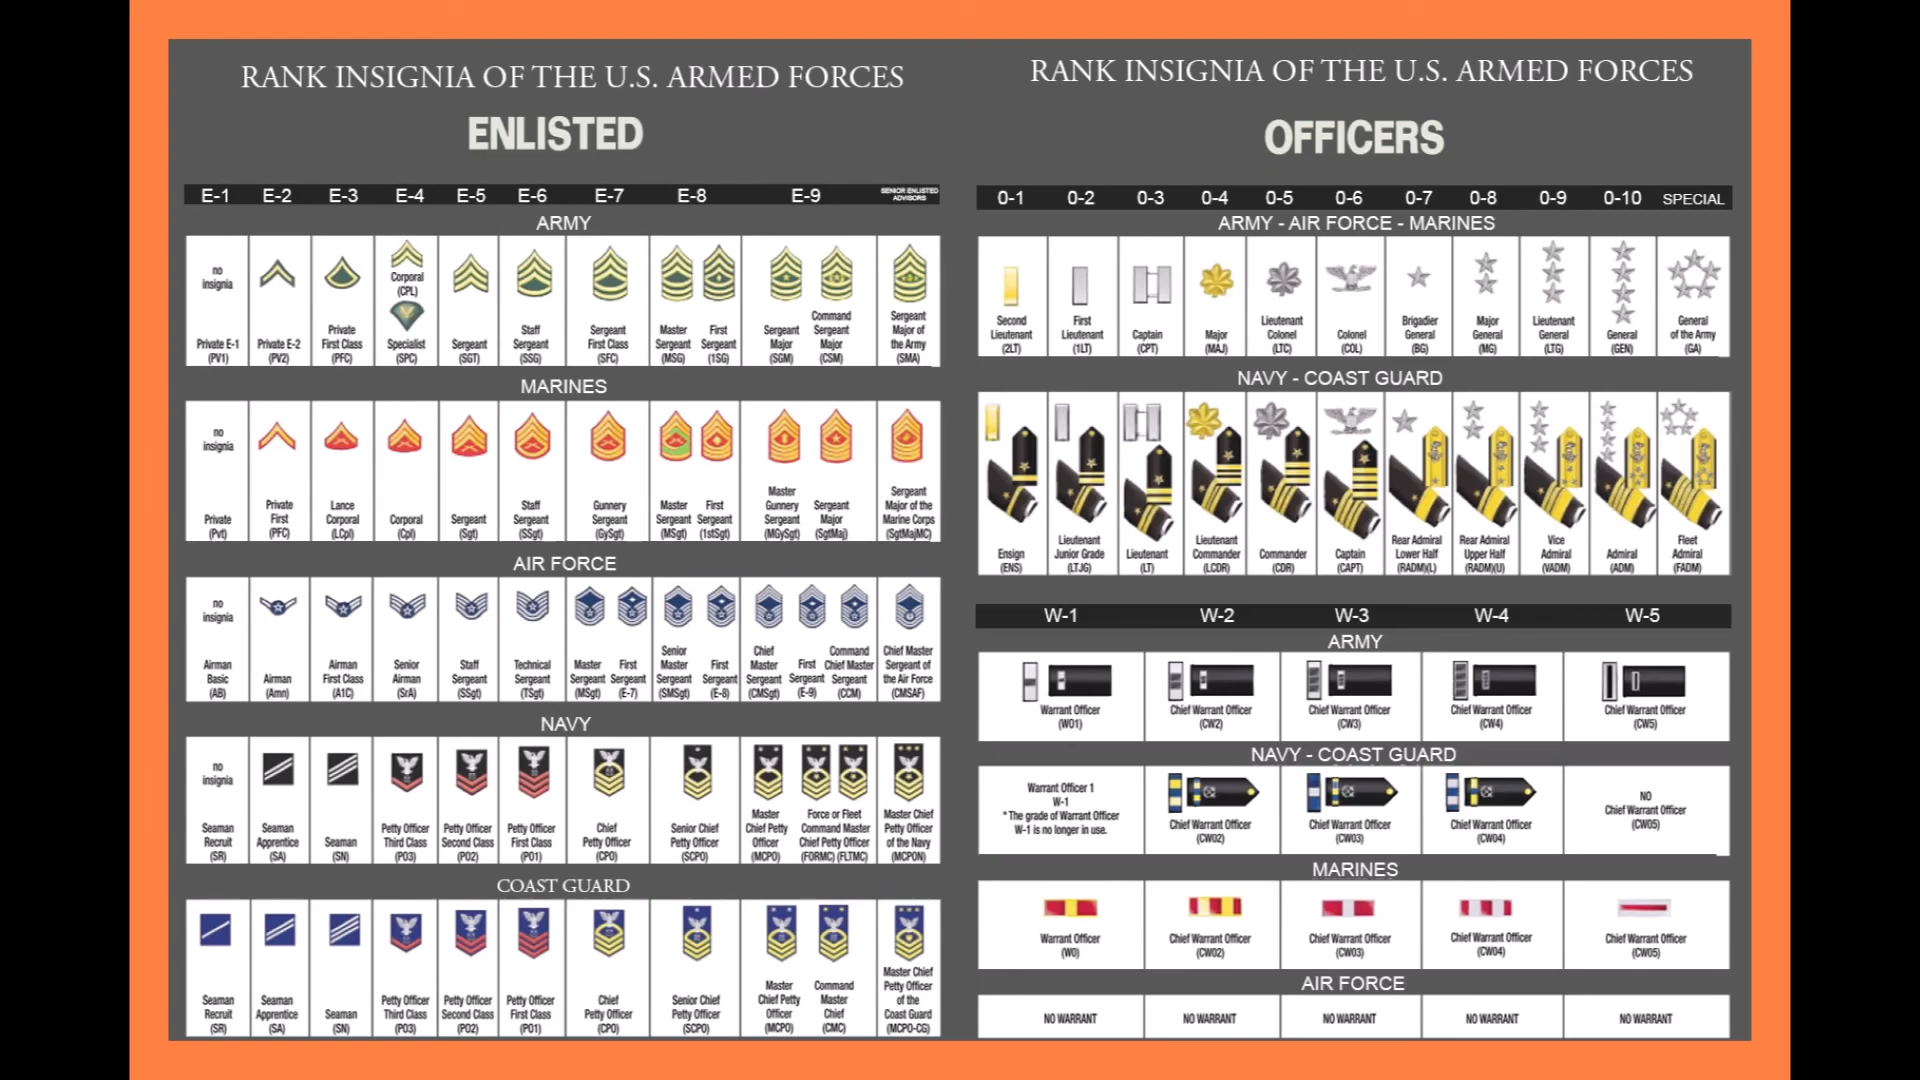 RANK INSIGNIA OF THE U.S. ARMED FORCES
ENLISTED
E-1 E-2 E-3 E-4 E-5 E-6 E-7 E-8 E-9 SENIOR ENLISTED
ADVISORS
ARMY
no
insignia
Private E-1
(PV1)
Private E-2
(PV2)
Private
First Class
(PFC)
Corporal
(CPL)
Specialist
(SPC)
Sergeant
(SGT)
Staff
Sergeant
(SSG)
Sergeant
First Class
(SFC)
Master
Sergeant
(MSG)
First
Sergeant
(1SG)
Sergeant
Major
(SGM)
Command
Sergeant
Major
(CSM)
Sergeant
Major of
the Army
(SMA)
MARINES
no
insignia
Private
(Pvt)
Private
First
(PFC)
Lance
Corporal
(LCpl)
Corporal
(Cpl)
Sergeant
(Sgt)
Staff
Sergeant
(SSgt)
Gunnery
Sergeant
(GySgt)
Master
Sergeant
(MSgt)
First
Sergeant
(1stSgt)
Master
Gunnery
Sergeant
(MGySgt)
Sergeant
Major
(SgtMaj)
Sergeant
Major of the
Marine Corps
(SgtMajMC)
AIR FORCE
no
insignia
Airman
Basic
(AB)
Airman
(Amn)
Airman
First Class
(A1C)
Senior
Airman
(SrA)
Staff
Sergeant
(SSgt)
Technical
Sergeant
(TSgt)
Master
Sergeant
(MSgt)
First
Sergeant
(E-7)
Senior
Master
Sergeant
(SMSgt)
First
Sergeant
(E-8)
Chief
Master
Sergeant
(CMSgt)
First
Sergeant
(E-9)
Command
Chief Master
Sergeant
(CCM)
Chief Master
Sergeant of
the Air Force
(CMSAF)
NAVY
no
insignia
Seaman
Recruit
(SR)
Seaman
Apprentice
(SA)
Seaman
(SN)
Petty Officer
Third Class
(PO3)
Petty Officer
Second Class
(PO2)
Petty Officer
First Class
(PO1)
Chief
Petty Officer
(CPO)
Senior Chief
Petty Officer
(SCPO)
Master
Chief Petty
Officer
(MCPO)
Force or Fleet
Command Master
Chief Petty Officer
(FORMC) (FLTMC)
Master Chief
Petty Officer
of the Navy
(MCPON)
COAST GUARD
Seaman
Recruit
(SR)
Seaman
Apprentice
(SA)
Seaman
(SN)
Petty Officer
Third Class
(PO3)
Petty Officer
Second Class
(PO2)
Petty Officer
First Class
(PO1)
Chief
Petty Officer
(CPO)
Senior Chief
Petty Officer
(SCPO)
Master
Chief Petty
Officer
(MCPO)
Command
Master
Chief
(CMC)
Master Chief
Petty Officer
of the
Coast Guard
(MCPO-CG)
RANK INSIGNIA OF THE U.S. ARMED FORCES
OFFICERS
0-1 0-2 0-3 0-4 0-5 0-6 0-7 0-8 0-9 0-10 SPECIAL
ARMY - AIR FORCE - MARINES
Second
Lieutenant
(2LT)
First
Lieutenant
(1LT)
Captain
(CPT)
Major
(MAJ)
Lieutenant
Colonel
(LTC)
Colonel
(COL)
Brigadier
General
(BG)
Major
General
(MG)
Lieutenant
General
(LTG)
General
(GEN)
General
of the Army
(GA)
NAVY - COAST GUARD
Ensign
(ENS)
Lieutenant
Junior Grade
(LTJG)
Lieutenant
(LT)
Lieutenant
Commander
(LCDR)
Commander
(CDR)
Captain
(CAPT)
Rear Admiral
Lower Half
(RADM)(L)
Rear Admiral
Upper Half
(RADM)(U)
Vice
Admiral
(VADM)
Admiral
(ADM)
Fleet
Admiral
(FADM)
W-1 W-2 W-3 W-4 W-5
ARMY
Warrant Officer
(WO1)
Chief Warrant Officer
(CW2)
Chief Warrant Officer
(CW3)
Chief Warrant Officer
(CW4)
Chief Warrant Officer
(CW5)
NAVY - COAST GUARD
Warrant Officer 1
W-1
* The grade of Warrant Officer
W-1 is no longer in use.
Chief Warrant Officer
(CWO2)
Chief Warrant Officer
(CWO3)
Chief Warrant Officer
(CWO4)
NO
Chief Warrant Officer
(CWO5)
MARINES
Warrant Officer
(WO)
Chief Warrant Officer
(CWO2)
Chief Warrant Officer
(CWO3)
Chief Warrant Officer
(CWO4)
Chief Warrant Officer
(CWO5)
AIR FORCE
NO WARRANT NO WARRANT NO WARRANT NO WARRANT NO WARRANT